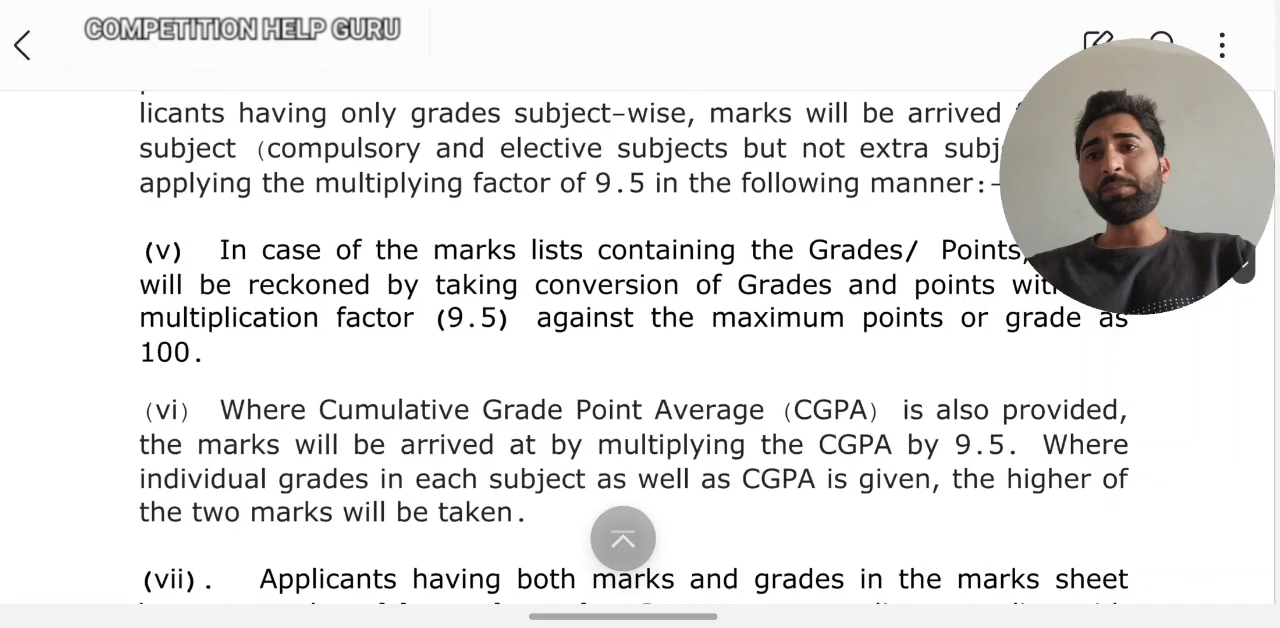 COMPETITION HELP GURU
licants having only grades subject-wise, marks will be arrived
subject (compulsory and elective subjects but not extra subj
applying the multiplying factor of 9.5 in the following manner:-
(v) In case of the marks lists containing the Grades/ Points,
will be reckoned by taking conversion of Grades and points wit
multiplication factor (9.5) against the maximum points or grade as
100.
(vi) Where Cumulative Grade Point Average (CGPA) is also provided,
the marks will be arrived at by multiplying the CGPA by 9.5. Where
individual grades in each subject as well as CGPA is given, the higher of
the two marks will be taken.
(vii). Applicants having both marks and grades in the marks sheet